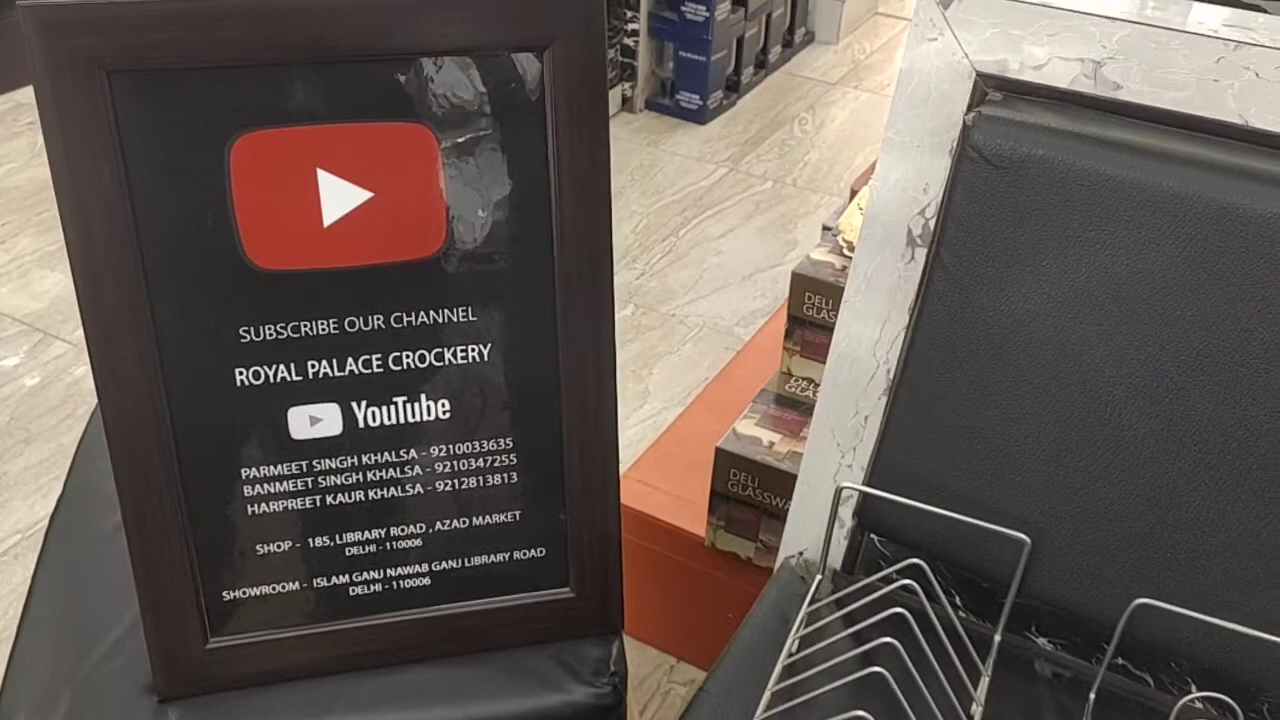 SUBSCRIBE OUR CHANNEL
ROYAL PALACE CROCKERY
YouTube
PARMEET SINGH KHALSA - 9210033635
BANMEET SINGH KHALSA - 9210347255
HARPREET KAUR KHALSA - 9212813813
SHOP - 185, LIBRARY ROAD , AZAD MARKET
DELHI - 110006
SHOWROOM - ISLAM GANJ NAWAB GANJ LIBRARY ROAD
DELHI - 110006
DELI
GLAS
DELI
DELI
GLASSWA